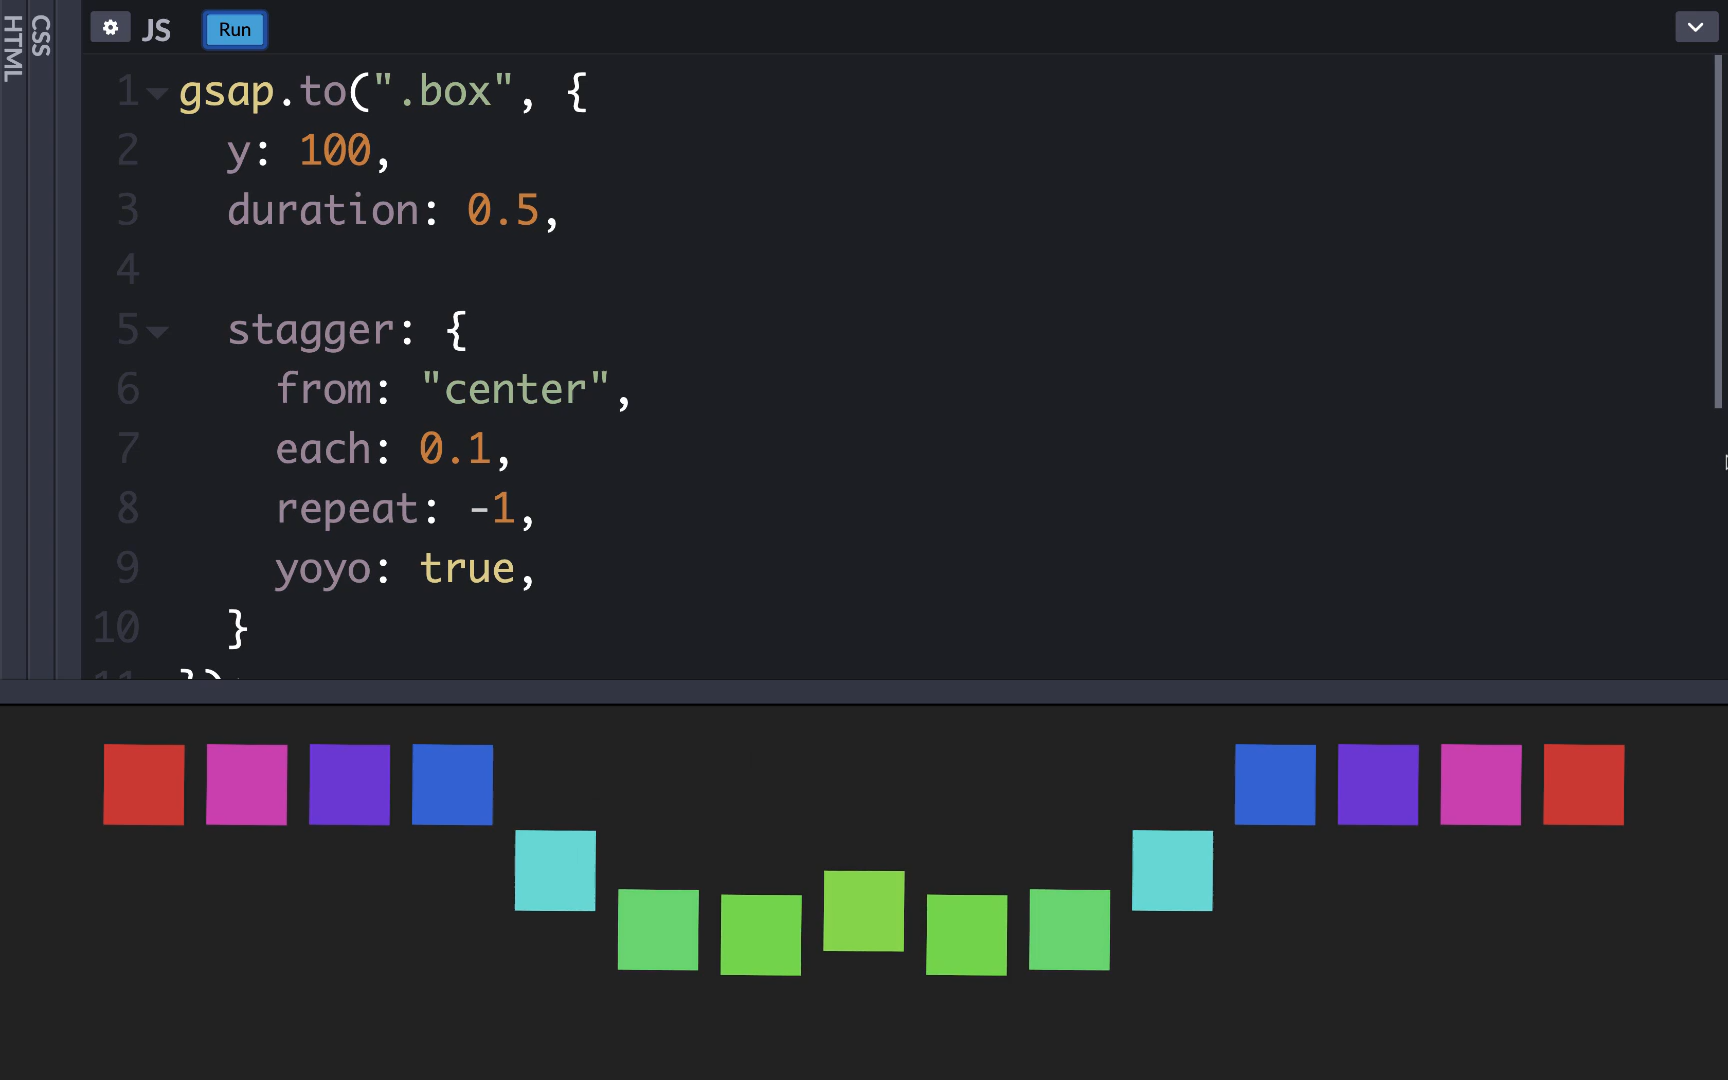 HTML
CSS
JS
Run
1 gsap.to(".box", {
2 y: 100,
3 duration: 0.5,
4
5 stagger: {
6 from: "center",
7 each: 0.1,
8 repeat: -1,
9 yoyo: true,
10 }
11 });